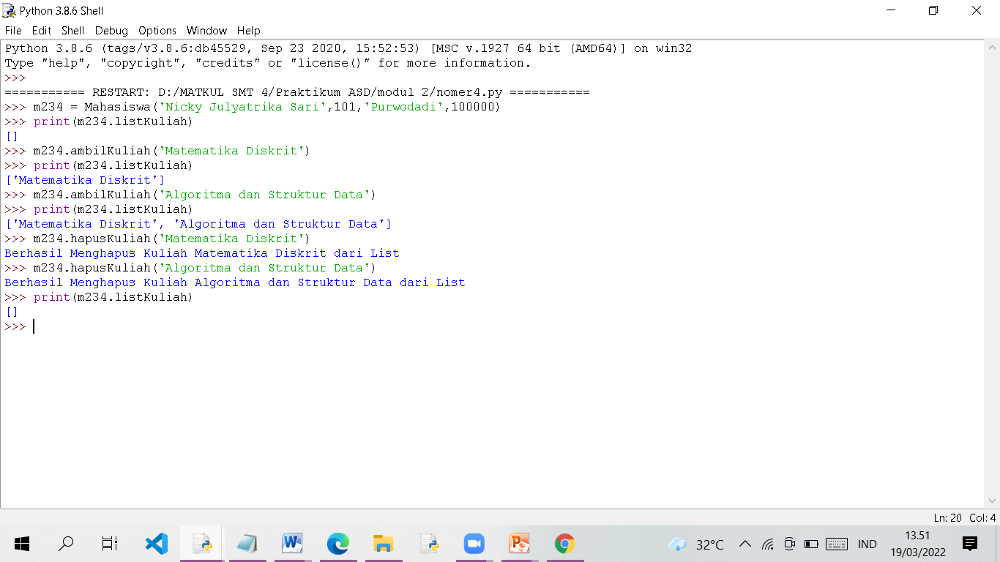 Python 3.8.6 Shell
File Edit Shell Debug Options Window Help
Python 3.8.6 (tags/v3.8.6:db45529, Sep 23 2020, 15:52:53) [MSC v.1927 64 bit (AMD64)] on win32
Type "help", "copyright", "credits" or "license()" for more information.
>>>
=========== RESTART: D:/MATKUL SMT 4/Praktikum ASD/modul 2/nomer4.py ===========
>>> m234 = Mahasiswa('Nicky Julyatrika Sari',101,'Purwodadi',100000)
>>> print(m234.listKuliah)
[]
>>> m234.ambilKuliah('Matematika Diskrit')
>>> print(m234.listKuliah)
['Matematika Diskrit']
>>> m234.ambilKuliah('Algoritma dan Struktur Data')
>>> print(m234.listKuliah)
['Matematika Diskrit', 'Algoritma dan Struktur Data']
>>> m234.hapusKuliah('Matematika Diskrit')
Berhasil Menghapus Kuliah Matematika Diskrit dari List
>>> m234.hapusKuliah('Algoritma dan Struktur Data')
Berhasil Menghapus Kuliah Algoritma dan Struktur Data dari List
>>> print(m234.listKuliah)
[]
>>>
Ln: 20 Col: 4
32°C IND 13.51
19/03/2022